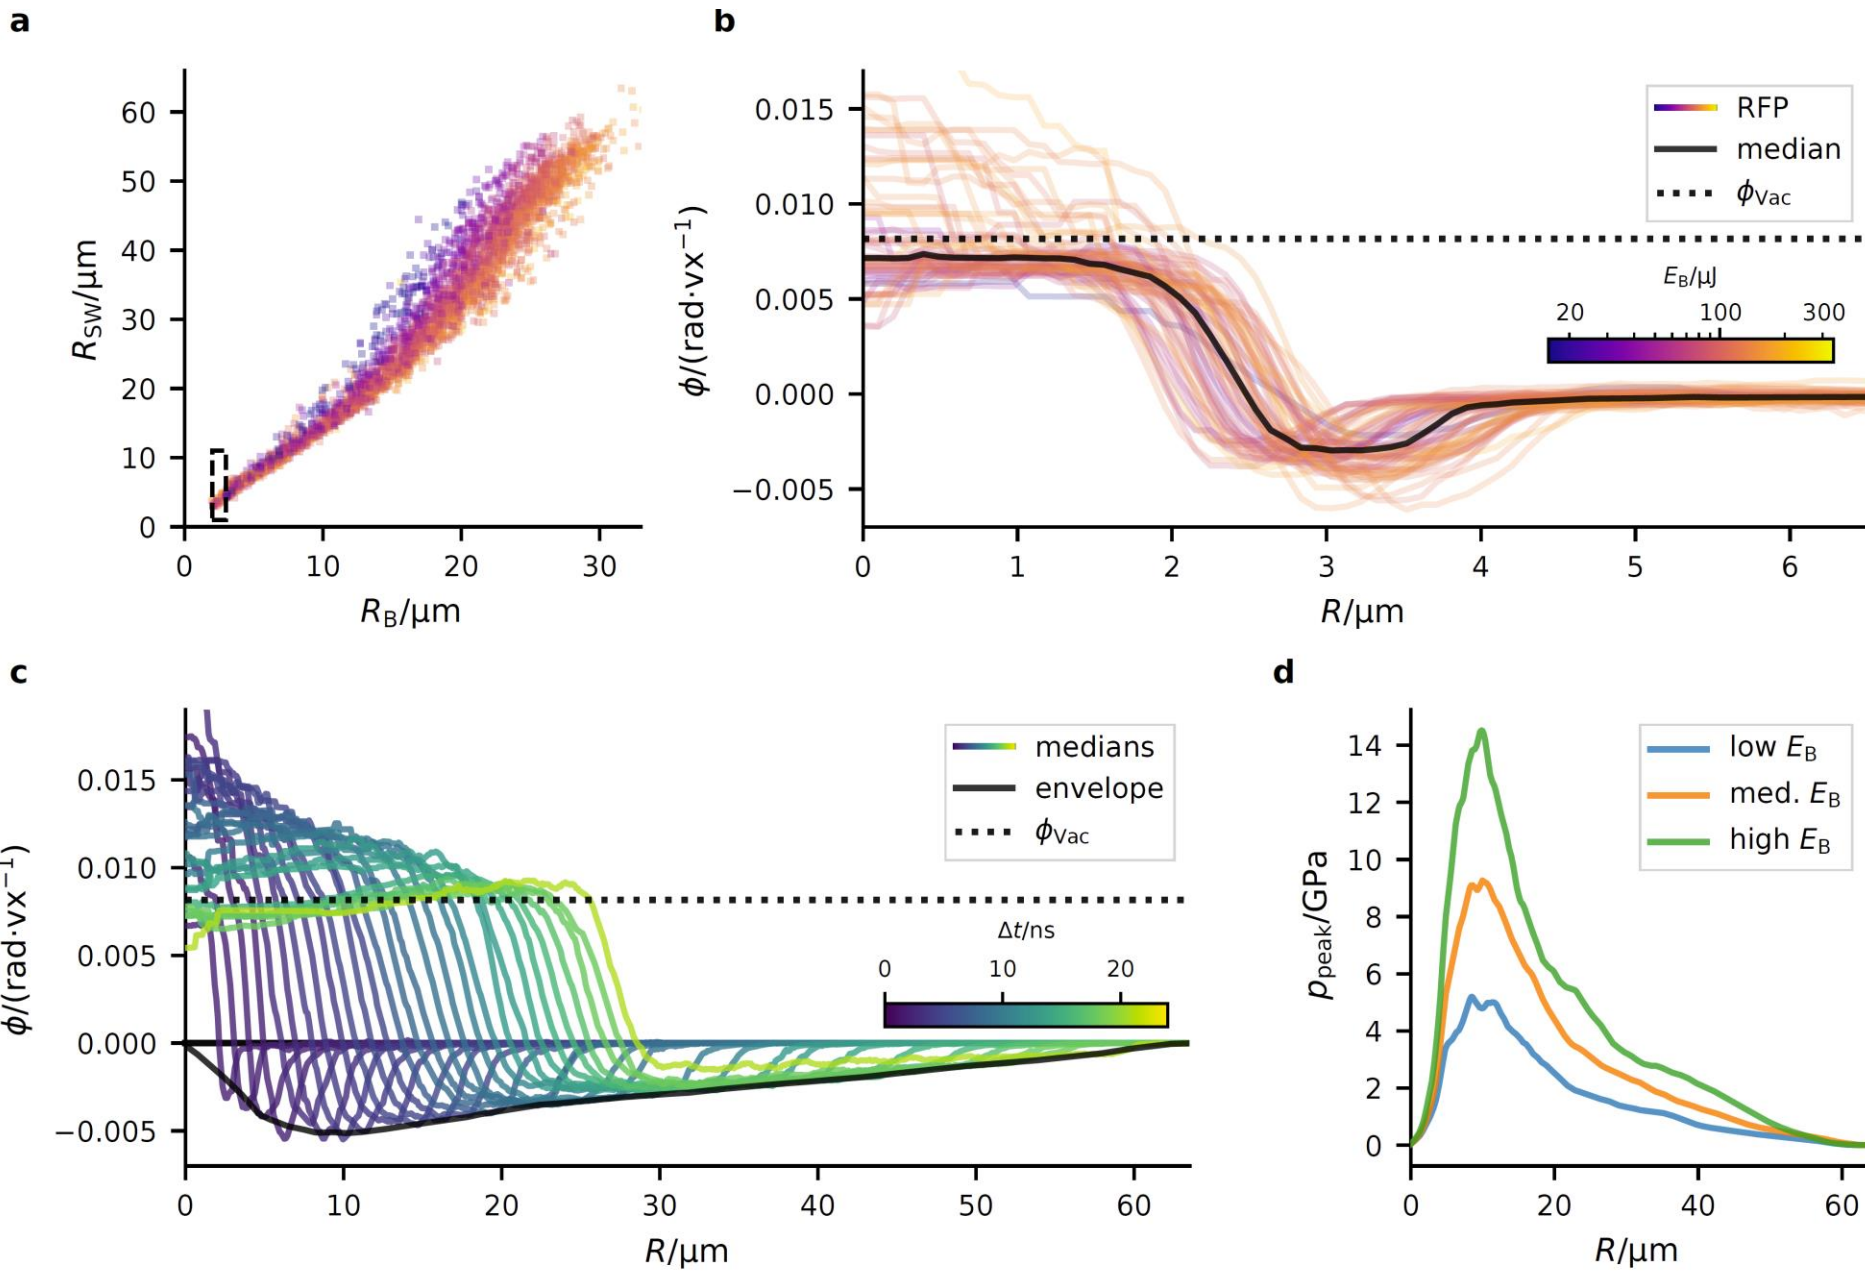 a
60
50
40
30
20
10
0
0 10 20 30
R_SW/μm
R_B/μm
b
0.015
0.010
0.005
0.000
−0.005
0 1 2 3 4 5 6
ϕ/(rad·vx⁻¹)
R/μm
RFP
median
ϕ_Vac
E_B/μJ
20 100 300
c
0.015
0.010
0.005
0.000
−0.005
0 10 20 30 40 50 60
ϕ/(rad·vx⁻¹)
R/μm
medians
envelope
ϕ_Vac
Δt/ns
0 10 20
d
14
12
10
8
6
4
2
0
0 20 40 60
p_peak/GPa
R/μm
low E_B
med. E_B
high E_B